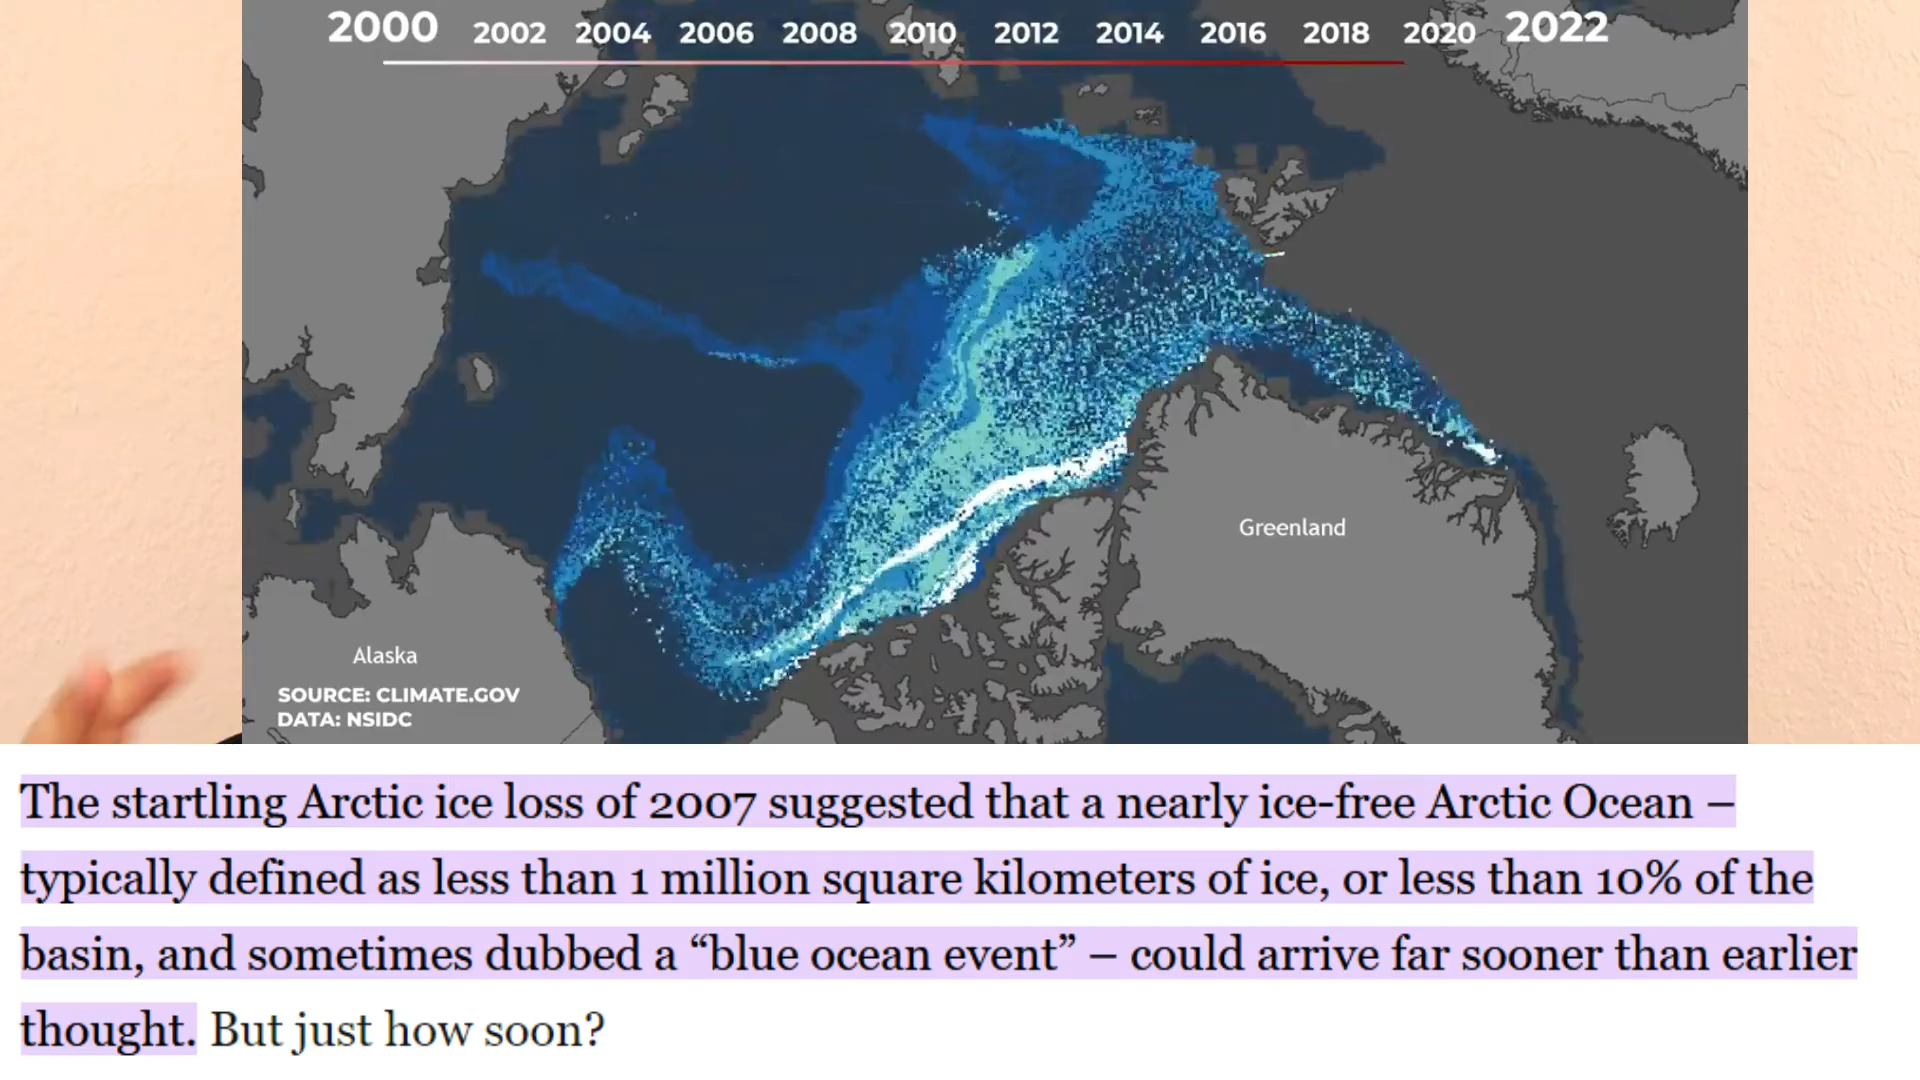 2000 2002 2004 2006 2008 2010 2012 2014 2016 2018 2020 2022
Greenland
Alaska
SOURCE: CLIMATE.GOV
DATA: NSIDC
The startling Arctic ice loss of 2007 suggested that a nearly ice-free Arctic Ocean –
typically defined as less than 1 million square kilometers of ice, or less than 10% of the
basin, and sometimes dubbed a “blue ocean event” – could arrive far sooner than earlier
thought. But just how soon?